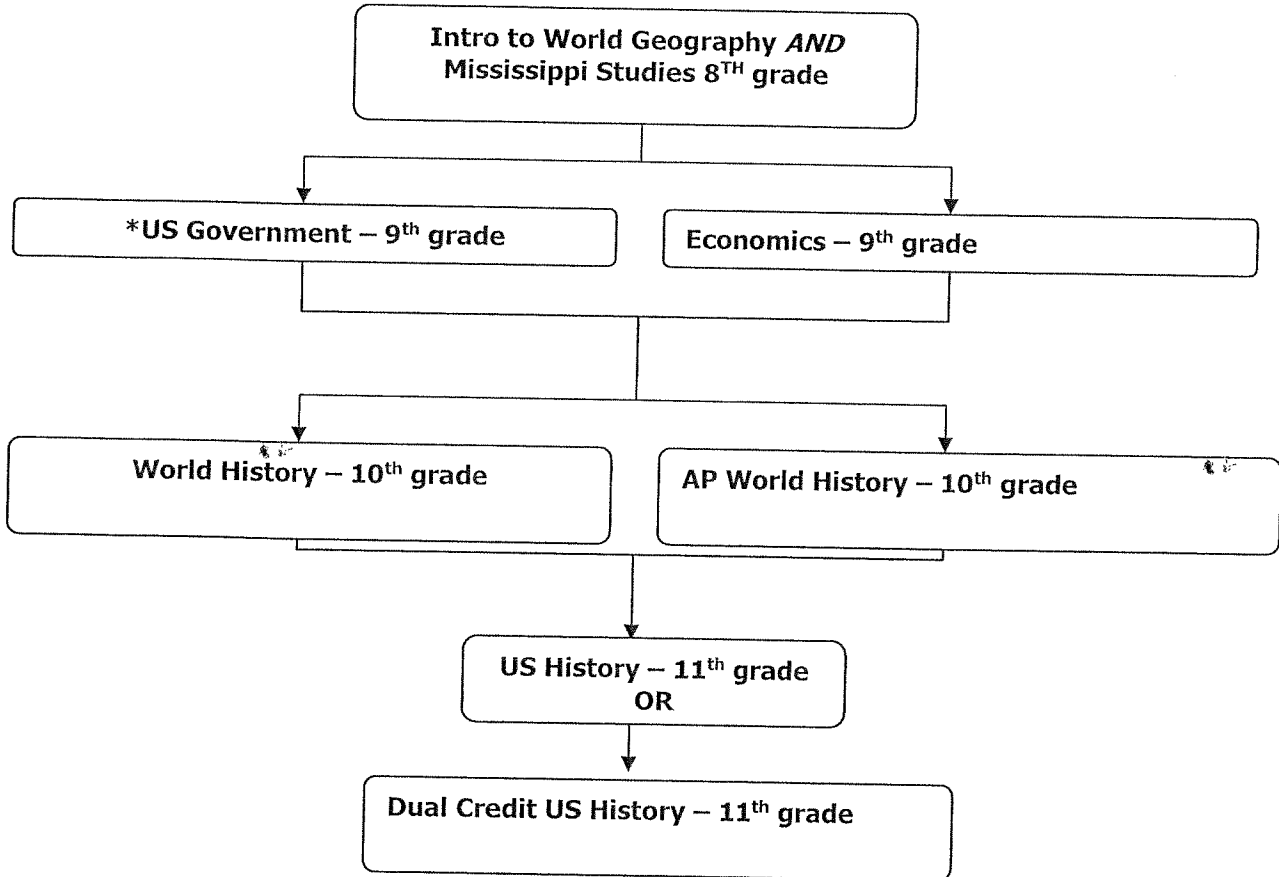 Intro to World Geography AND
Mississippi Studies 8TH grade
*US Government – 9th grade
Economics – 9th grade
World History – 10th grade
AP World History – 10th grade
US History – 11th grade
OR
Dual Credit US History – 11th grade